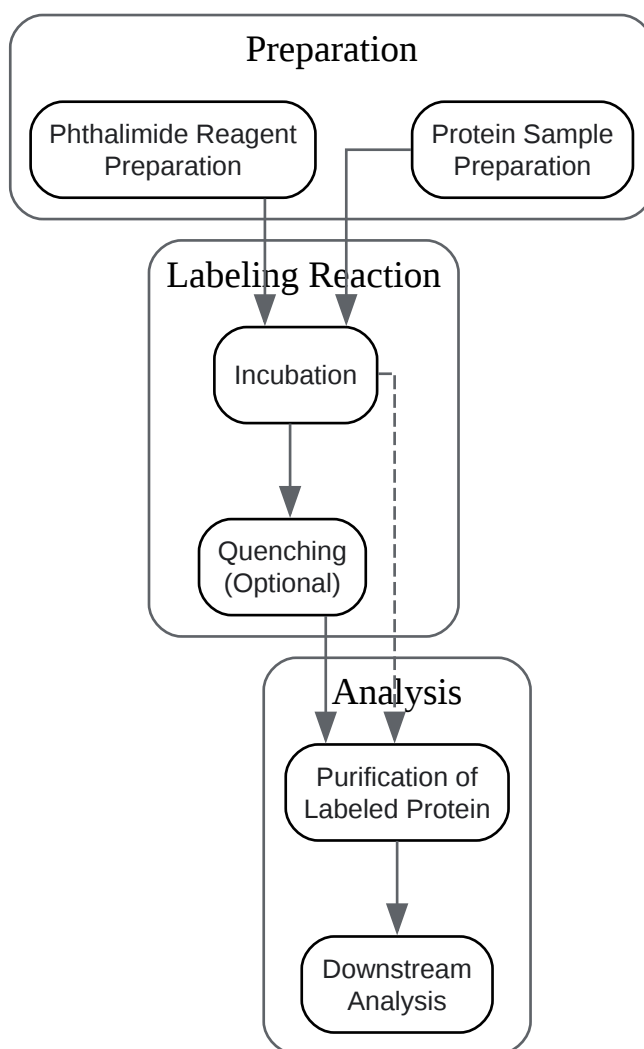 Preparation
Phthalimide Reagent
Preparation
Protein Sample
Preparation
Labeling Reaction
Incubation
Quenching
(Optional)
Analysis
Purification of
Labeled Protein
Downstream
Analysis